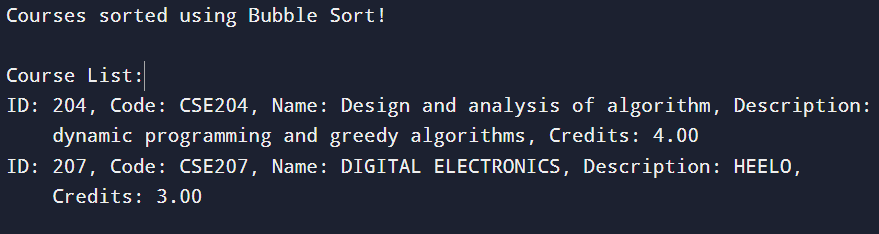 Courses sorted using Bubble Sort!
Course List:
ID: 204, Code: CSE204, Name: Design and analysis of algorithm, Description:
dynamic programming and greedy algorithms, Credits: 4.00
ID: 207, Code: CSE207, Name: DIGITAL ELECTRONICS, Description: HEELO,
Credits: 3.00